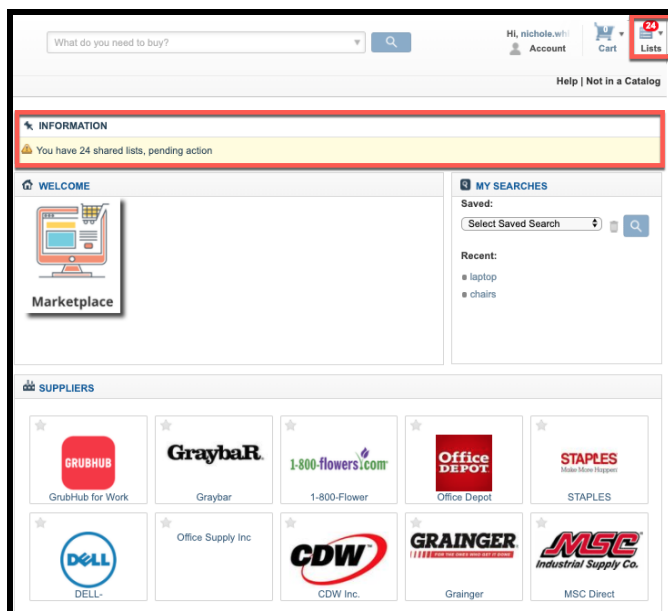 What do you need to buy?
Hi, nichole.wh
Account
0
Cart
24
Lists
Help | Not in a Catalog
INFORMATION
You have 24 shared lists, pending action
WELCOME
Marketplace
MY SEARCHES
Saved:
Select Saved Search
Recent:
laptop
chairs
SUPPLIERS
GRUBHUB
GrubHub for Work
GraybaR
Graybar
1-800-flowers.com
1-800-Flower
Office
DEPOT
Office Depot
STAPLES
Make More Happen
STAPLES
DELL
DELL-
Office Supply Inc
CDW
CDW Inc.
GRAINGER
FOR THE ONES WHO GET IT DONE
Grainger
MSC
Industrial Supply Co.
MSC Direct